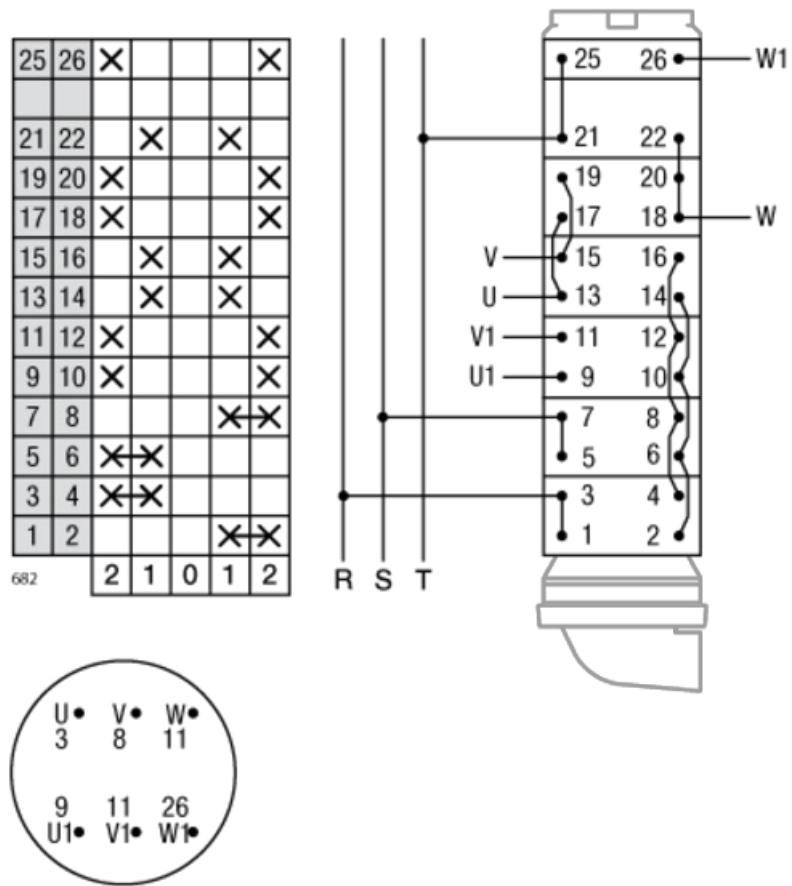 25 26 X X
21 22 X X
19 20 X X
17 18 X X
15 16 X X
13 14 X X
11 12 X X
9 10 X X
7 8 X X
5 6 X X
3 4 X X
1 2 X X
682 2 1 0 1 2
R S T
25 26 W1
21 22
19 20
17 18 W
V 15 16
U 13 14
V1 11 12
U1 9 10
7 8
5 6
3 4
1 2
U V W
3 8 11
9 11 26
U1 V1 W1